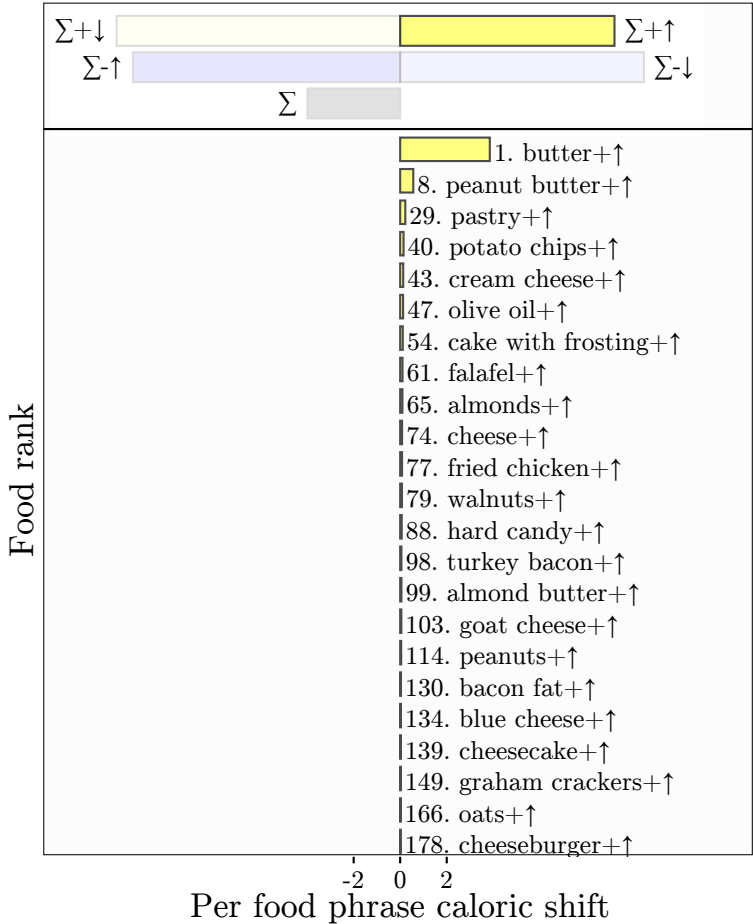 Σ+↓ Σ+↑
Σ-↑ Σ-↓
Σ
1. butter+↑
8. peanut butter+↑
29. pastry+↑
40. potato chips+↑
43. cream cheese+↑
47. olive oil+↑
54. cake with frosting+↑
61. falafel+↑
65. almonds+↑
74. cheese+↑
77. fried chicken+↑
79. walnuts+↑
88. hard candy+↑
98. turkey bacon+↑
99. almond butter+↑
103. goat cheese+↑
114. peanuts+↑
130. bacon fat+↑
134. blue cheese+↑
139. cheesecake+↑
149. graham crackers+↑
166. oats+↑
178. cheeseburger+↑
Food rank
-2 0 2
Per food phrase caloric shift